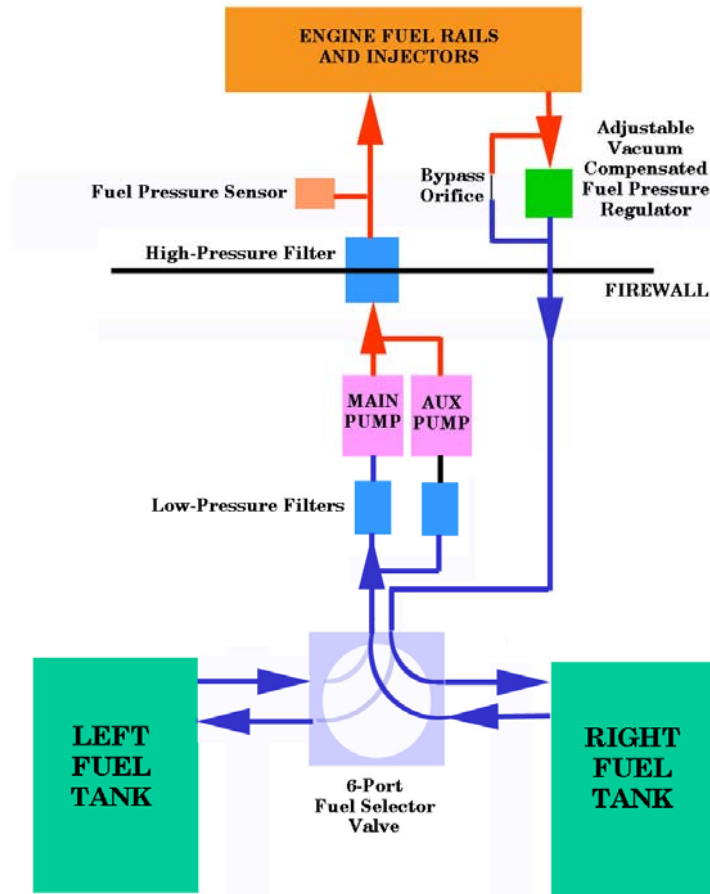 ENGINE FUEL RAILS
AND INJECTORS
Adjustable
Vacuum
Compensated
Fuel Pressure
Regulator
Bypass
Orifice
Fuel Pressure Sensor
High-Pressure Filter
FIREWALL
MAIN
PUMP
AUX
PUMP
Low-Pressure Filters
LEFT
FUEL
TANK
RIGHT
FUEL
TANK
6-Port
Fuel Selector
Valve